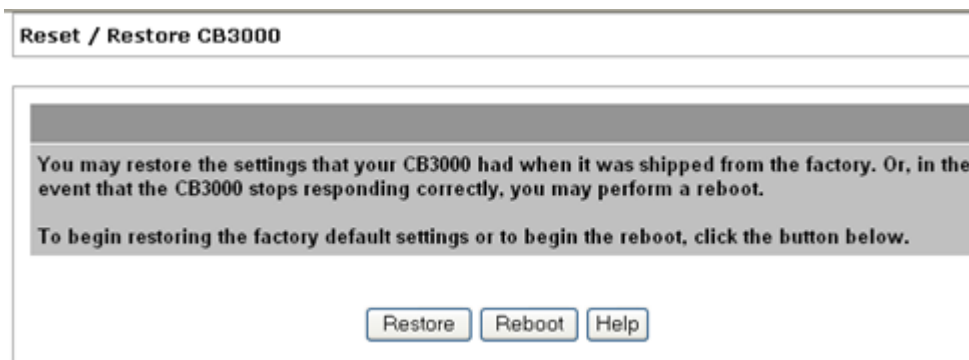 Reset / Restore CB3000
You may restore the settings that your CB3000 had when it was shipped from the factory. Or, in the
event that the CB3000 stops responding correctly, you may perform a reboot.
To begin restoring the factory default settings or to begin the reboot, click the button below.
Restore Reboot Help